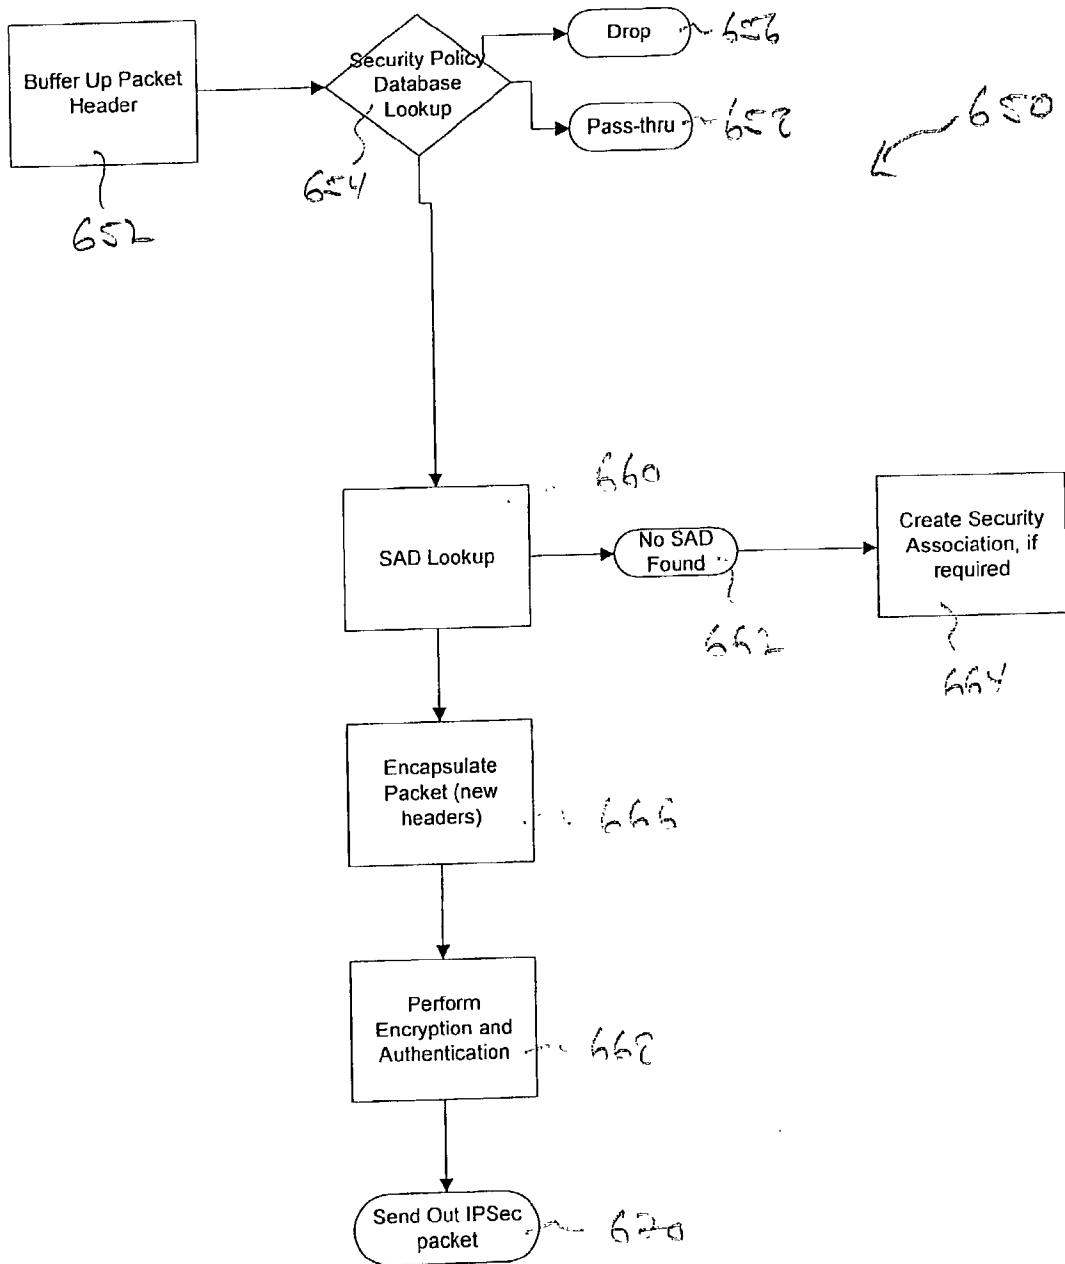 Buffer Up Packet
Header
652
Security Policy
Database
Lookup
654
Drop
656
Pass-thru
658
650
SAD Lookup
660
No SAD
Found
662
Create Security
Association, if
required
664
Encapsulate
Packet (new
headers)
666
Perform
Encryption and
Authentication
668
Send Out IPSec
packet
670